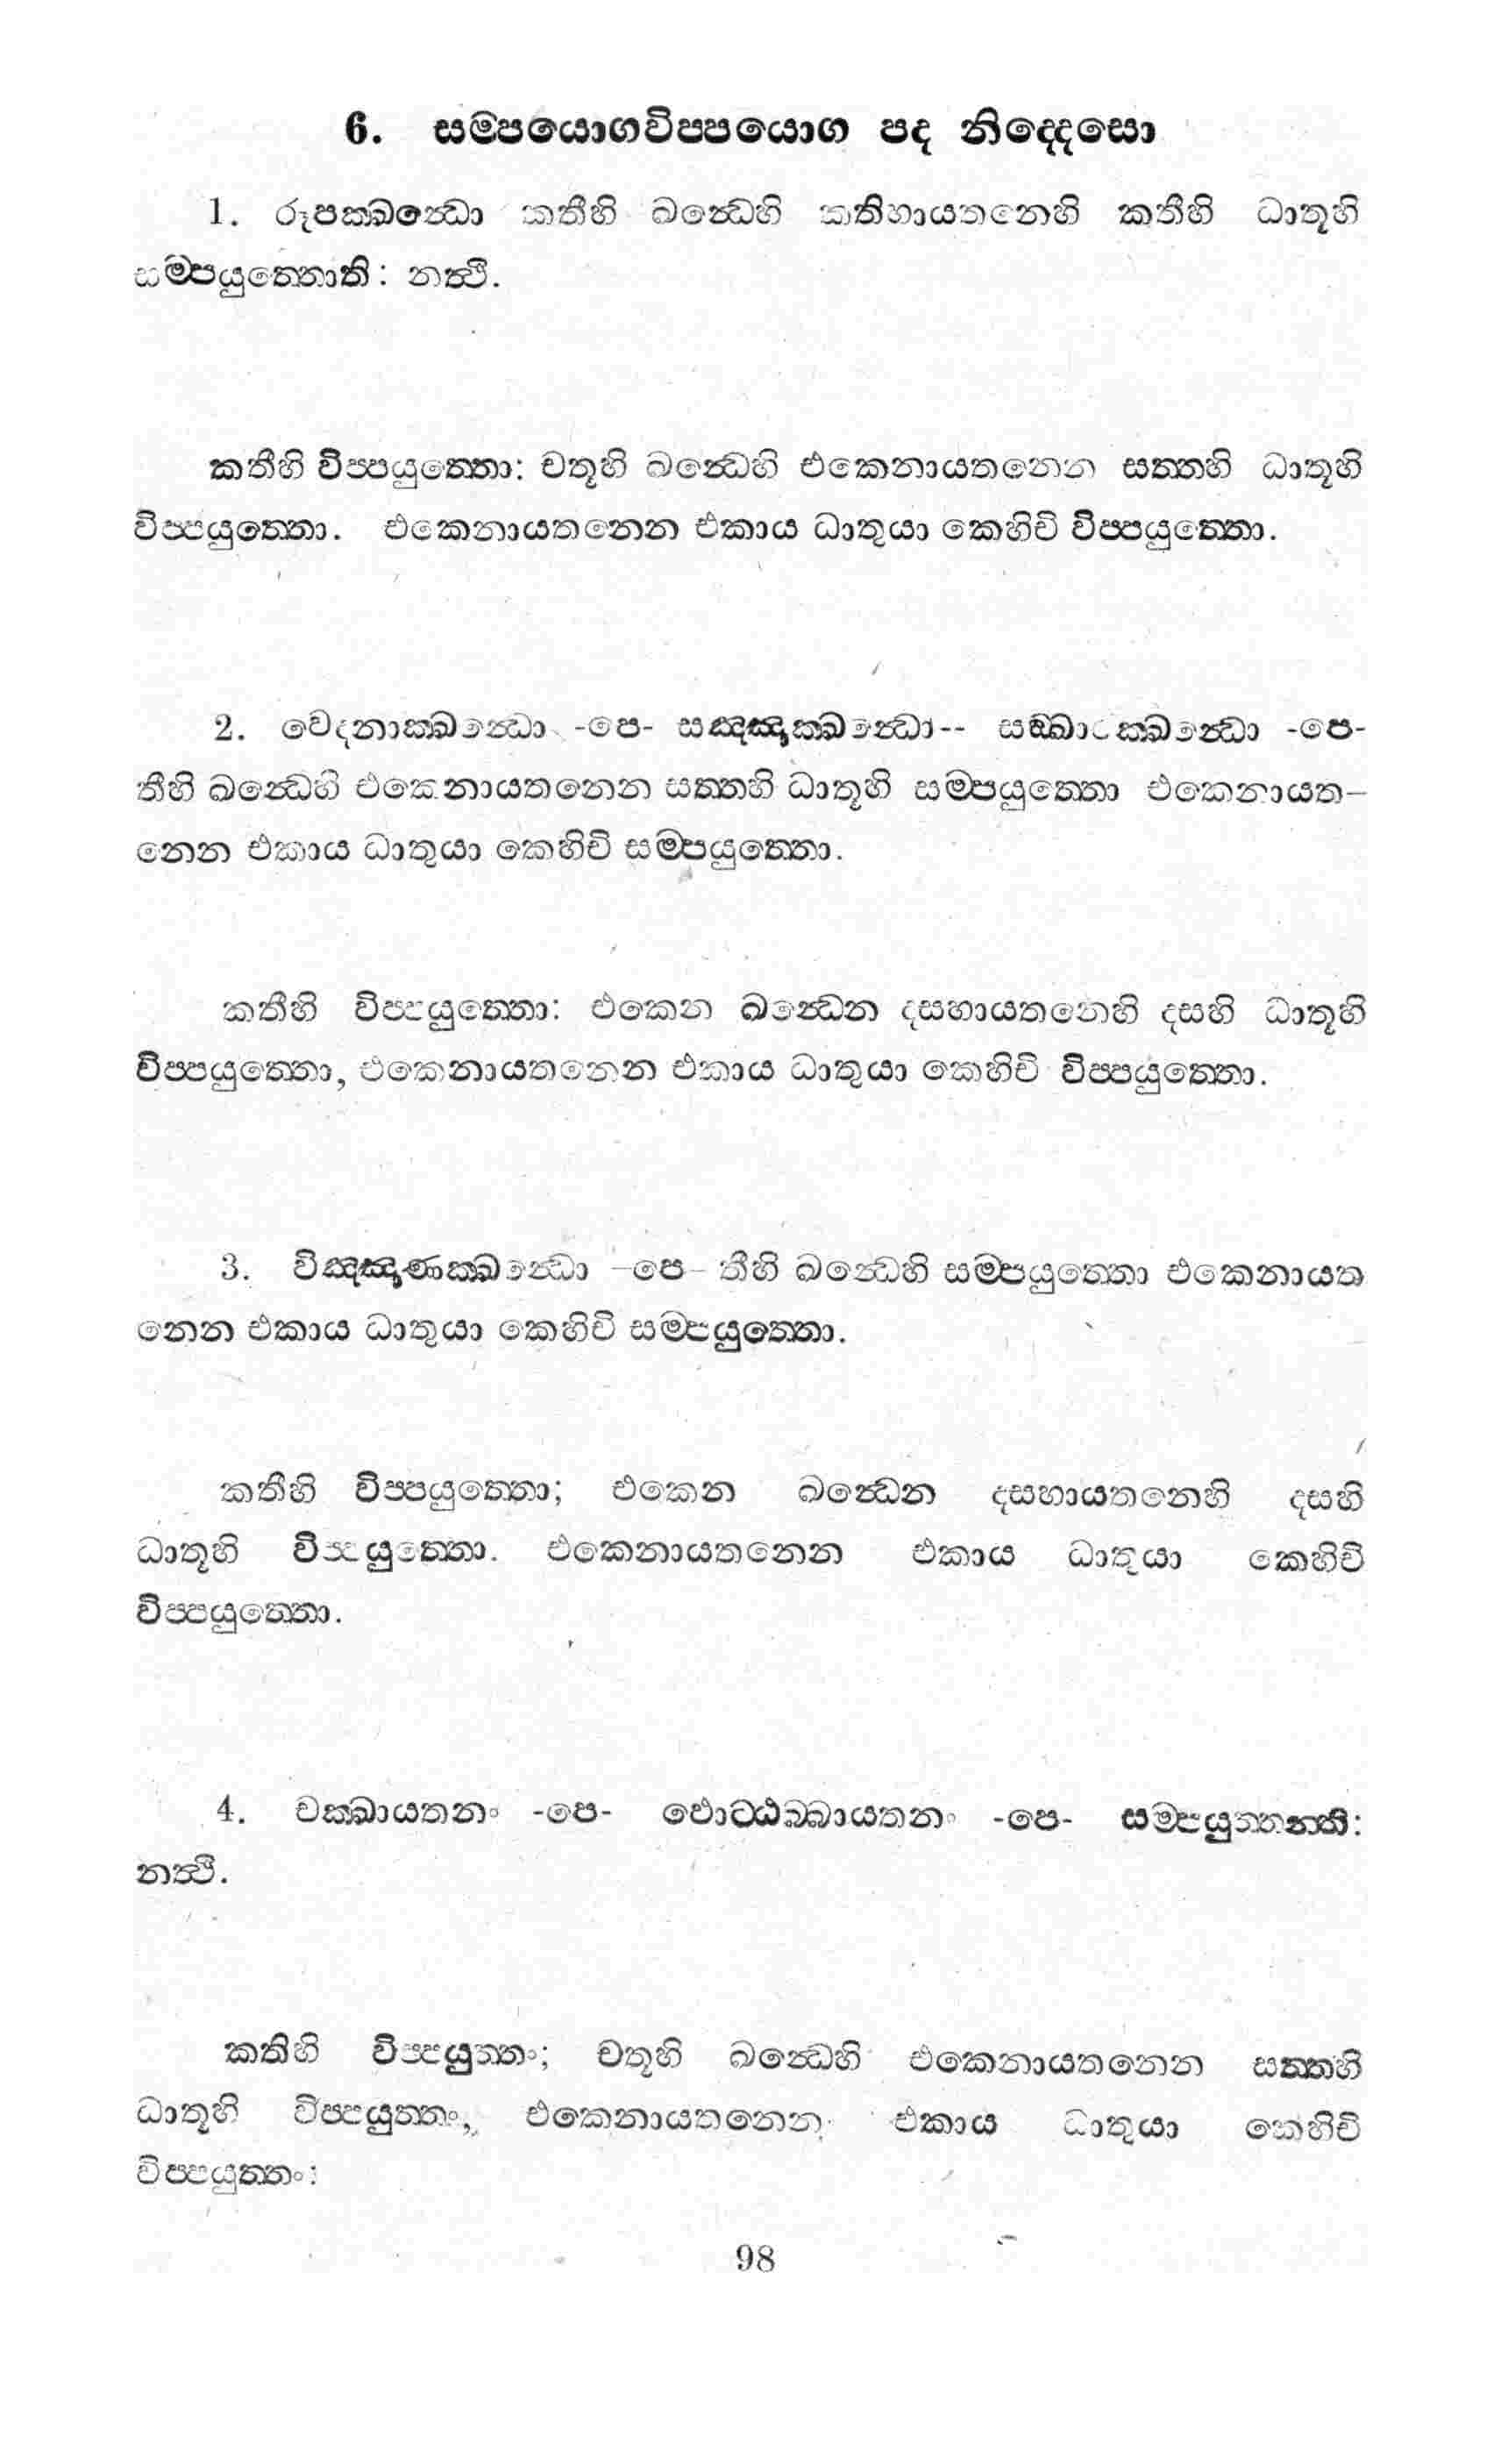 6. සම්පයොගවිප්පයොග පද නිද්දෙසො
1. රූපක්ඛන්ධො කතීහි ඛන්ධෙහි කතිහායතනෙහි කතීහි ධාතූහි
සම්පයුත්තොති: නත්ථි.
කතීහි විප්පයුත්තො: චතූහි ඛන්ධෙහි එකෙනායතනෙන සත්තහි ධාතූහි
විප්පයුත්තො. එකෙනායතනෙන එකාය ධාතුයා කෙහිචි විප්පයුත්තො.
2. වෙදනාක්ඛන්ධො -පෙ- සඤ්ඤාක්ඛන්ධො-- සඞ්ඛාරක්ඛන්ධො -පෙ-
තීහි ඛන්ධෙහි එකෙනායතනෙන සත්තහි ධාතූහි සම්පයුත්තො එකෙනායත–
නෙන එකාය ධාතුයා කෙහිචි සම්පයුත්තො.
කතීහි විප්පයුත්තො: එකෙන ඛන්ධෙන දසහායතනෙහි දසහි ධාතූහි
විප්පයුත්තො, එකෙනායතනෙන එකාය ධාතුයා කෙහිචි විප්පයුත්තො.
3. විඤ්ඤාණක්ඛන්ධො –පෙ– තීහි ඛන්ධෙහි සම්පයුත්තො එකෙනායත
නෙන එකාය ධාතුයා කෙහිචි සම්පයුත්තො.
කතීහි විප්පයුත්තො; එකෙන ඛන්ධෙන දසහායතනෙහි දසහි
ධාතූහි විප්පයුත්තො. එකෙනායතනෙන එකාය ධාතුයා කෙහිචි
විප්පයුත්තො.
4. චක්ඛායතනං -පෙ- ඵොට්ඨබ්බායතනං -පෙ- සම්පයුත්තන්ති:
නත්ථි.
කතිහි විප්පයුත්තං; චතූහි ඛන්ධෙහි එකෙනායතනෙන සත්තහි
ධාතූහි විප්පයුත්තං, එකෙනායතනෙන එකාය ධාතුයා කෙහිචි
විප්පයුත්තං:
98